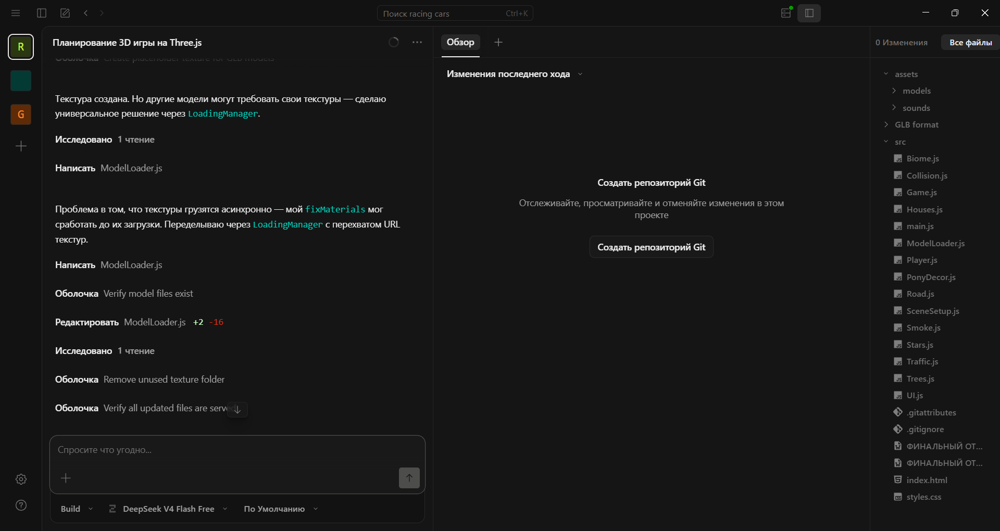 Поиск racing cars Ctrl+K
R
G
Планирование 3D игры на Three.js
Оболочка Create placeholder texture for GLB models
Текстура создана. Но другие модели могут требовать свои текстуры — сделаю
универсальное решение через LoadingManager.
Исследовано 1 чтение
Написать ModelLoader.js
Проблема в том, что текстуры грузятся асинхронно — мой fixMaterials мог
сработать до их загрузки. Переделываю через LoadingManager с перехватом URL
текстур.
Написать ModelLoader.js
Оболочка Verify model files exist
Редактировать ModelLoader.js +2 -16
Исследовано 1 чтение
Оболочка Remove unused texture folder
Оболочка Verify all updated files are served
Спросите что угодно...
Build DeepSeek V4 Flash Free По Умолчанию
Обзор
Изменения последнего хода
Создать репозиторий Git
Отслеживайте, просматривайте и отменяйте изменения в этом
проекте
Создать репозиторий Git
0 Изменения Все файлы
assets
models
sounds
GLB format
src
Biome.js
Collision.js
Game.js
Houses.js
main.js
ModelLoader.js
Player.js
PonyDecor.js
Road.js
SceneSetup.js
Smoke.js
Stars.js
Traffic.js
Trees.js
UI.js
.gitattributes
.gitignore
ФИНАЛЬНЫЙ ОТ...
ФИНАЛЬНЫЙ ОТ...
index.html
styles.css